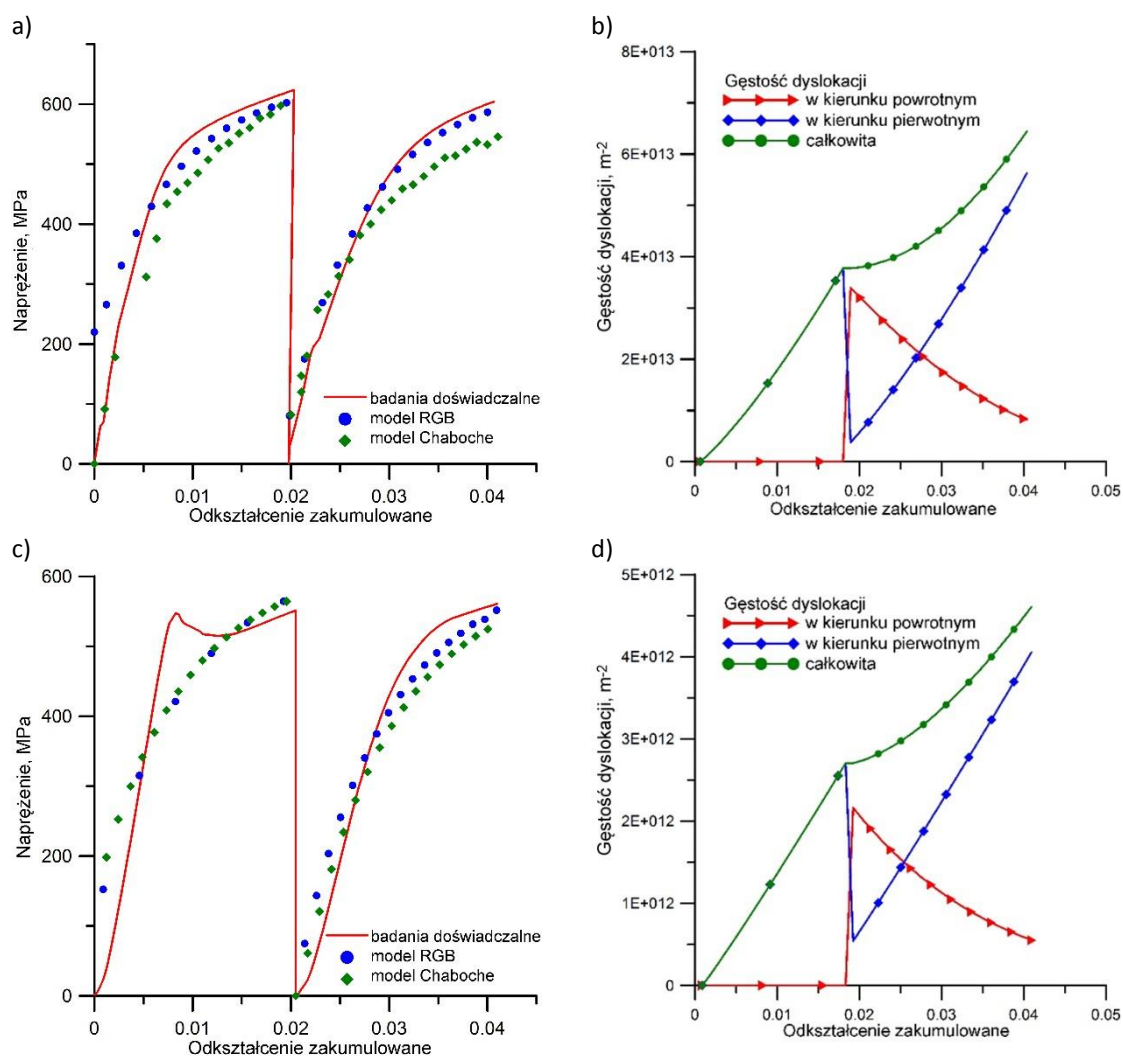 a)
600
400
200
0
Naprężenie, MPa
badania doświadczalne
model RGB
model Chaboche
0 0.01 0.02 0.03 0.04
Odkształcenie zakumulowane
b)
8E+013
6E+013
4E+013
2E+013
0
Gęstość dyslokacji, m-2
Gęstość dyslokacji
w kierunku powrotnym
w kierunku pierwotnym
całkowita
0 0.01 0.02 0.03 0.04 0.05
Odkształcenie zakumulowane
c)
600
400
200
0
Naprężenie, MPa
badania doświadczalne
model RGB
model Chaboche
0 0.01 0.02 0.03 0.04
Odkształcenie zakumulowane
d)
5E+012
4E+012
3E+012
2E+012
1E+012
0
Gęstość dyslokacji, m-2
Gęstość dyslokacji
w kierunku powrotnym
w kierunku pierwotnym
całkowita
0 0.01 0.02 0.03 0.04 0.05
Odkształcenie zakumulowane